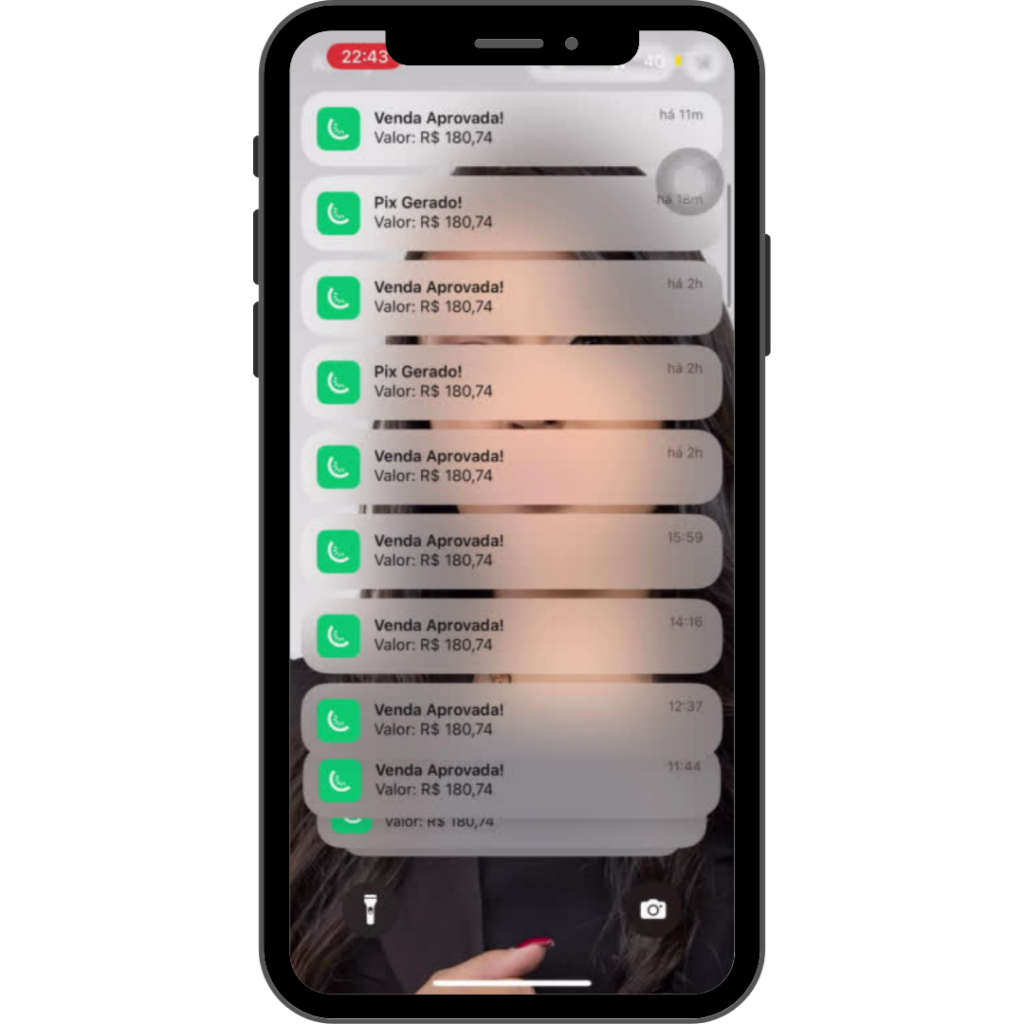 22:43
4G
Venda Aprovada!
há 11m
Valor: R$ 180,74
Pix Gerado!
há 18m
Valor: R$ 180,74
Venda Aprovada!
há 2h
Valor: R$ 180,74
Pix Gerado!
há 2h
Valor: R$ 180,74
Venda Aprovada!
há 2h
Valor: R$ 180,74
Venda Aprovada!
15:59
Valor: R$ 180,74
Venda Aprovada!
14:16
Valor: R$ 180,74
Venda Aprovada!
12:37
Valor: R$ 180,74
Venda Aprovada!
11:44
Valor: R$ 180,74
Valor: R$ 180,74